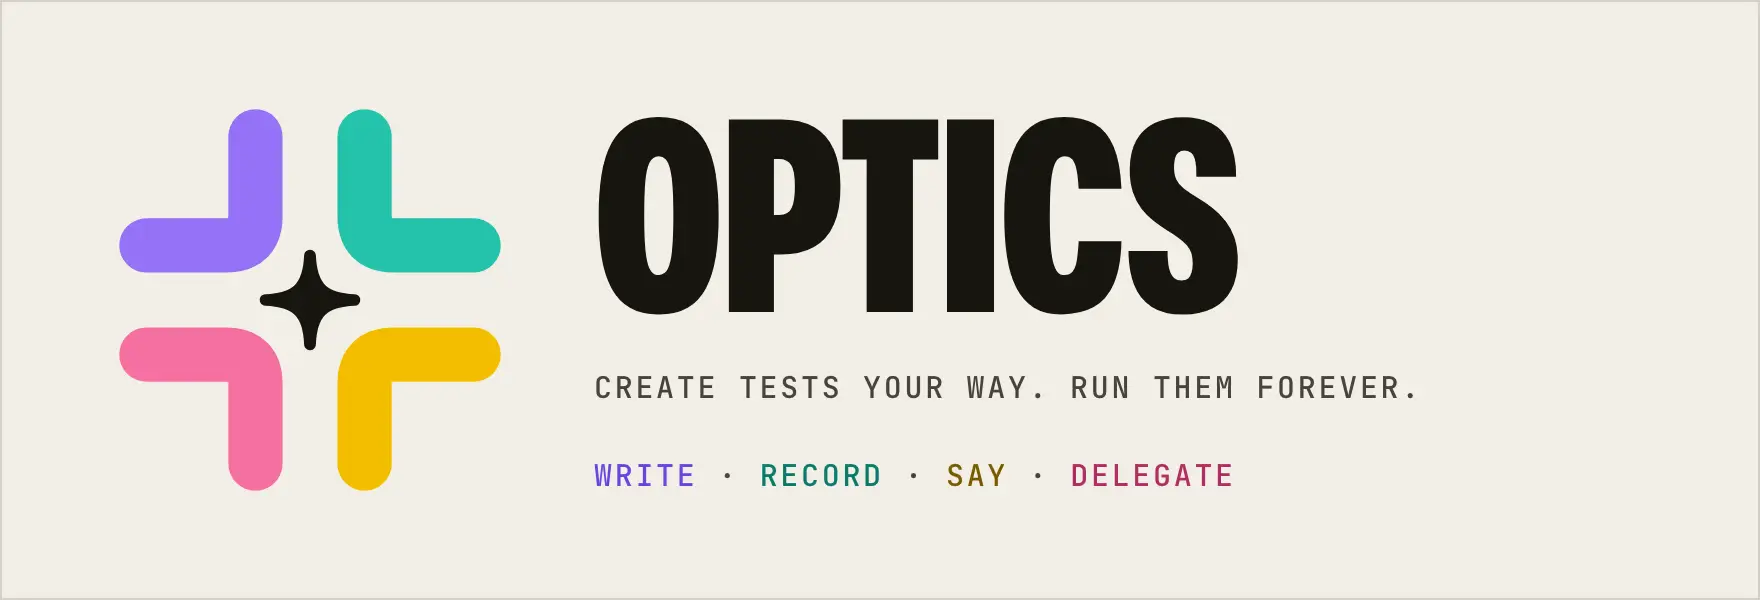 OPTICS
CREATE TESTS YOUR WAY. RUN THEM FOREVER.
WRITE · RECORD · SAY · DELEGATE